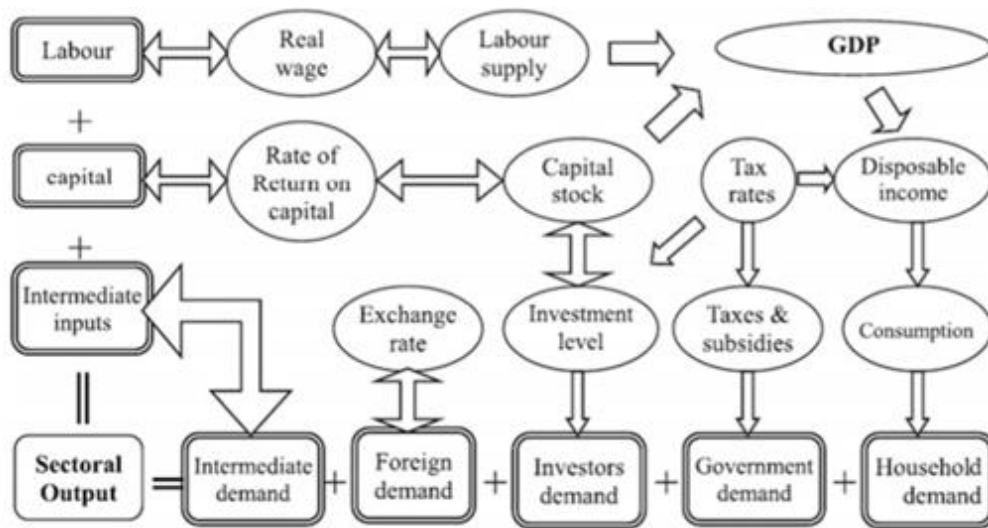 Labour
Real
wage
Labour
supply
GDP
+
capital
Rate of
Return on
capital
Capital
stock
Tax
rates
Disposable
income
+
Intermediate
inputs
Exchange
rate
Investment
level
Taxes &
subsidies
Consumption
=
Sectoral
Output
=
Intermediate
demand
+
Foreign
demand
+
Investors
demand
+
Government
demand
+
Household
demand